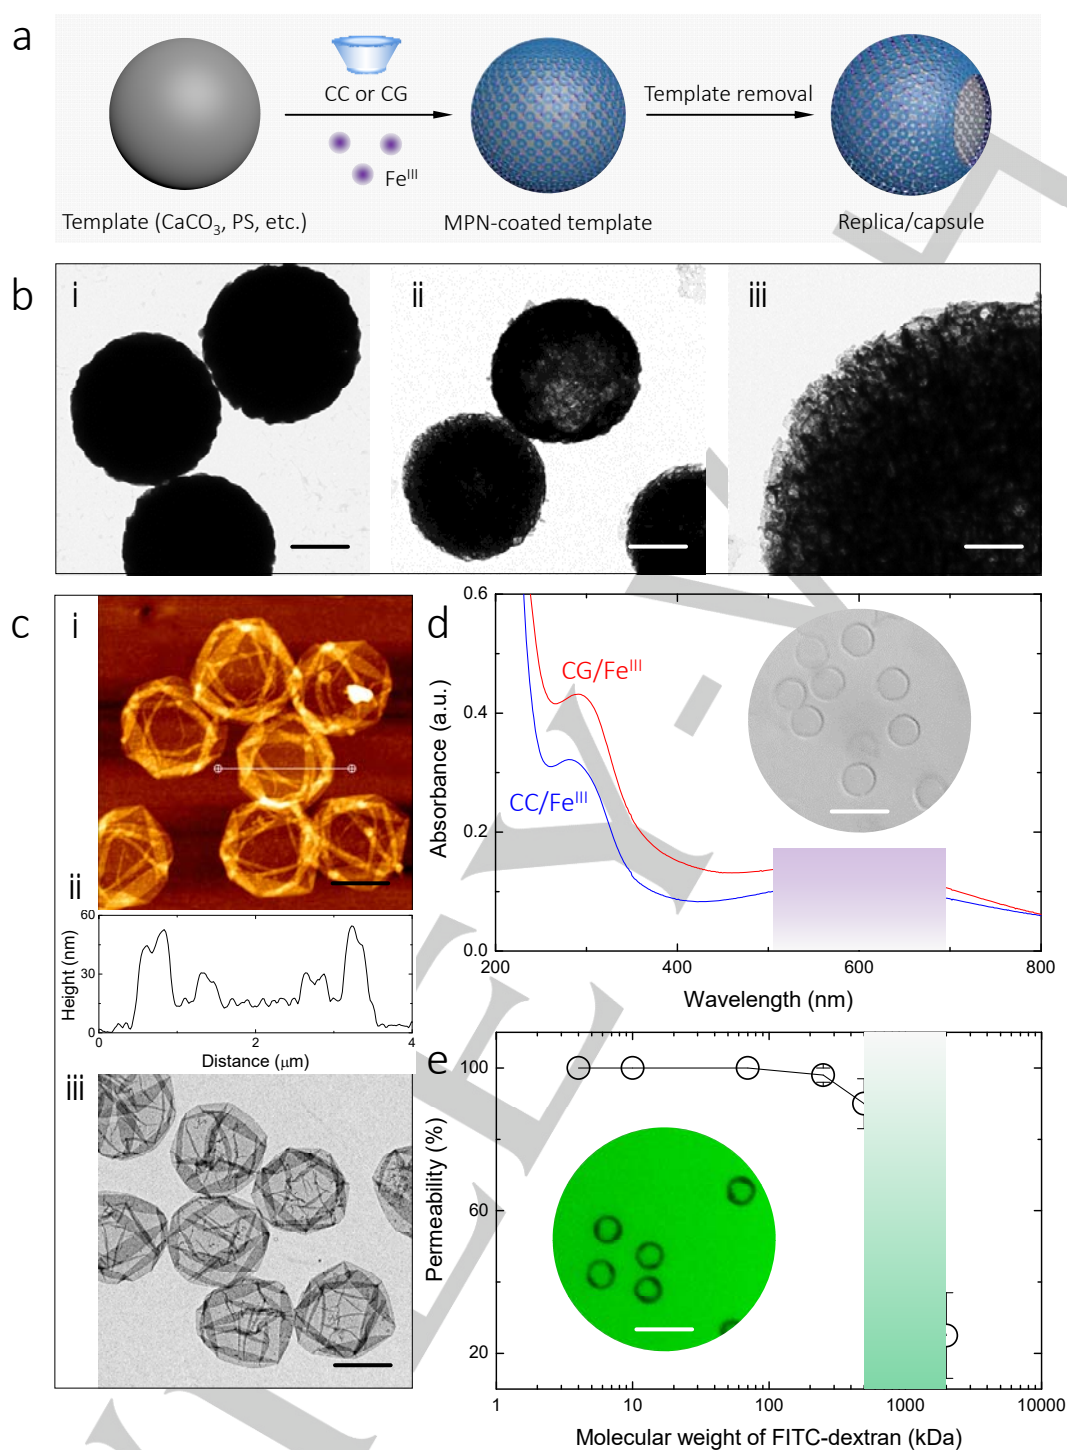 a
CC or CG
Fe^III
Template removal
Template (CaCO₃, PS, etc.)
MPN-coated template
Replica/capsule
b
i
ii
iii
c
i
ii
60
30
0
Height (nm)
0
1
2
3
4
Distance (μm)
iii
d
0.6
0.4
0.2
0.0
Absorbance (a.u.)
CG/Fe^III
CC/Fe^III
200
400
600
800
Wavelength (nm)
e
100
60
20
Permeability (%)
1
10
100
1000
10000
Molecular weight of FITC-dextran (kDa)